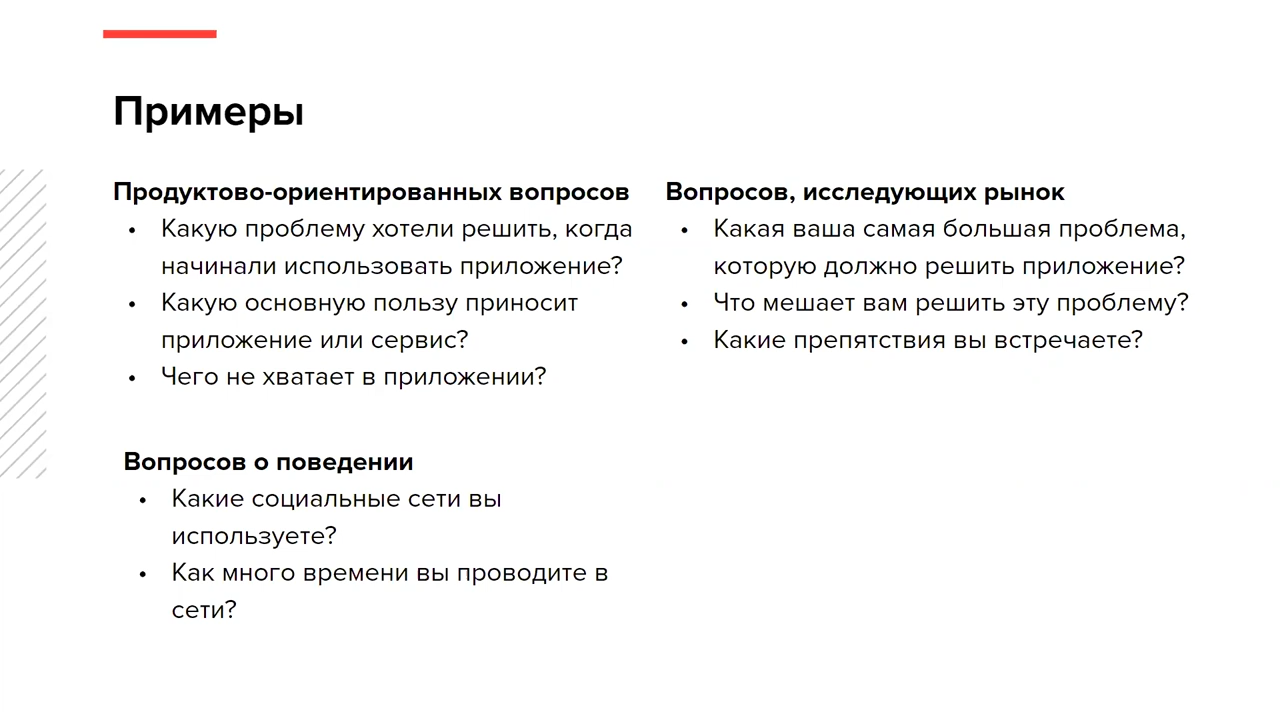 Примеры
Продуктово-ориентированных вопросов
• Какую проблему хотели решить, когда
начинали использовать приложение?
• Какую основную пользу приносит
приложение или сервис?
• Чего не хватает в приложении?
Вопросов, исследующих рынок
• Какая ваша самая большая проблема,
которую должно решить приложение?
• Что мешает вам решить эту проблему?
• Какие препятствия вы встречаете?
Вопросов о поведении
• Какие социальные сети вы
используете?
• Как много времени вы проводите в
сети?